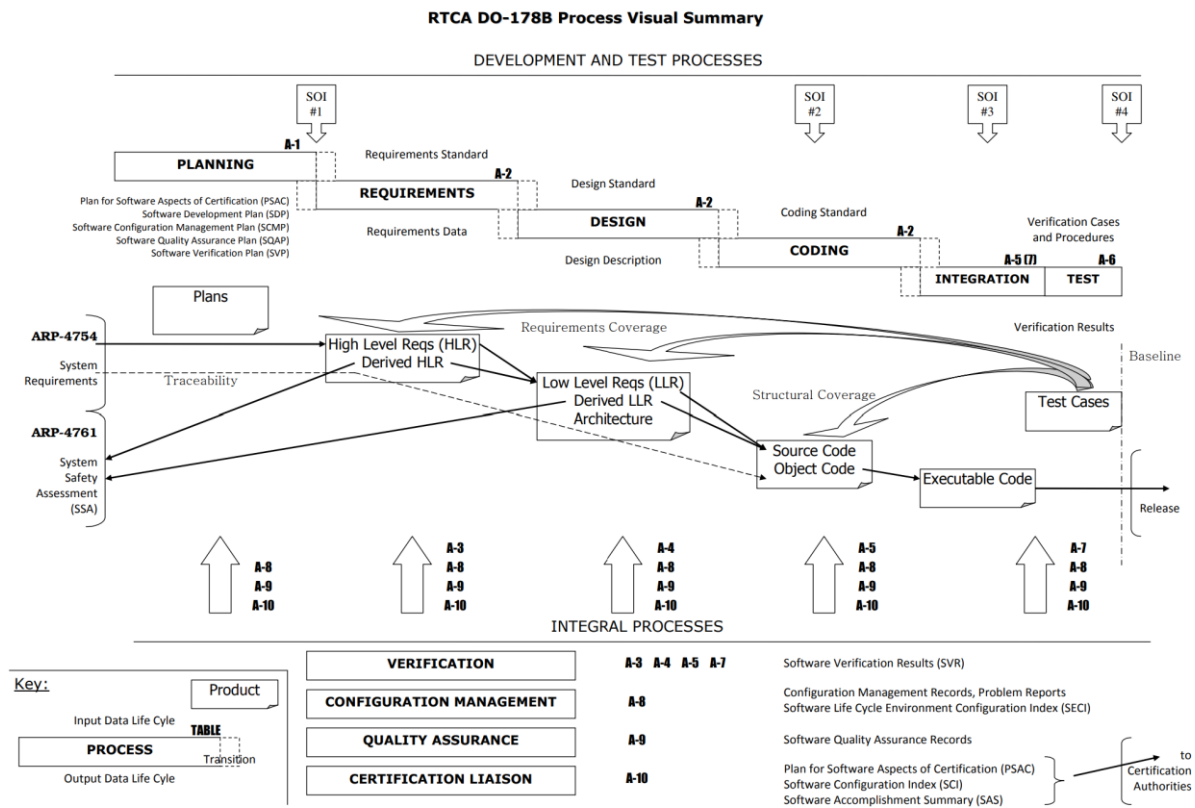 RTCA DO-178B Process Visual Summary
DEVELOPMENT AND TEST PROCESSES
SOI
#1
SOI
#2
SOI
#3
SOI
#4
A-1
PLANNING
Requirements Standard
A-2
REQUIREMENTS
Design Standard
A-2
DESIGN
Coding Standard
A-2
CODING
Verification Cases
and Procedures
A-5 (7)
A-6
INTEGRATION
TEST
Plan for Software Aspects of Certification (PSAC)
Software Development Plan (SDP)
Software Configuration Management Plan (SCMP)
Software Quality Assurance Plan (SQAP)
Software Verification Plan (SVP)
Requirements Data
Design Description
Plans
Requirements Coverage
Verification Results
Baseline
ARP-4754
System
Requirements
High Level Reqs (HLR)
Derived HLR
Traceability
Low Level Reqs (LLR)
Derived LLR
Architecture
Structural Coverage
Test Cases
ARP-4761
System
Safety
Assessment
(SSA)
Source Code
Object Code
Executable Code
Release
A-8
A-9
A-10
A-3
A-8
A-9
A-10
A-4
A-8
A-9
A-10
A-5
A-8
A-9
A-10
A-7
A-8
A-9
A-10
INTEGRAL PROCESSES
VERIFICATION
A-3 A-4 A-5 A-7
Software Verification Results (SVR)
CONFIGURATION MANAGEMENT
A-8
Configuration Management Records, Problem Reports
Software Life Cycle Environment Configuration Index (SECI)
QUALITY ASSURANCE
A-9
Software Quality Assurance Records
CERTIFICATION LIAISON
A-10
Plan for Software Aspects of Certification (PSAC)
Software Configuration Index (SCI)
Software Accomplishment Summary (SAS)
to
Certification
Authorities
Key:
Product
Input Data Life Cyle
TABLE
PROCESS
Transition
Output Data Life Cyle